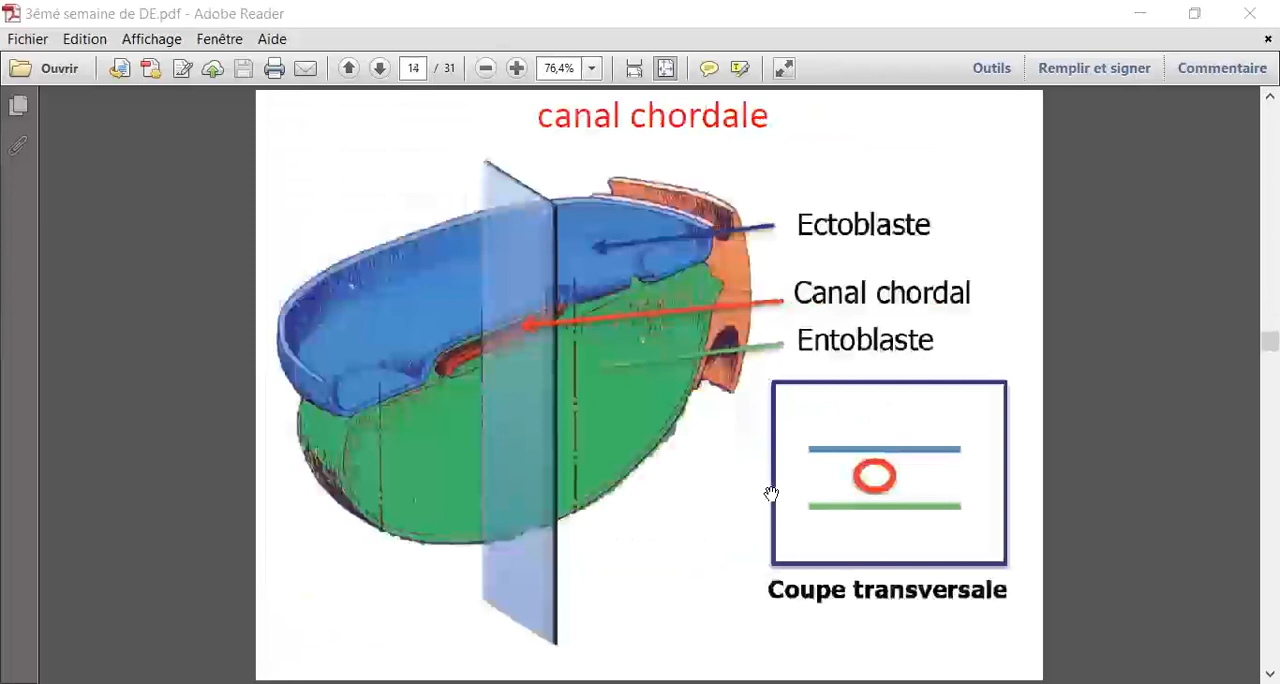 3émé semaine de DE.pdf - Adobe Reader
Fichier Edition Affichage Fenêtre Aide
Ouvrir 14 / 31 76,4% Outils Remplir et signer Commentaire
canal chordale
Ectoblaste
Canal chordal
Entoblaste
Coupe transversale